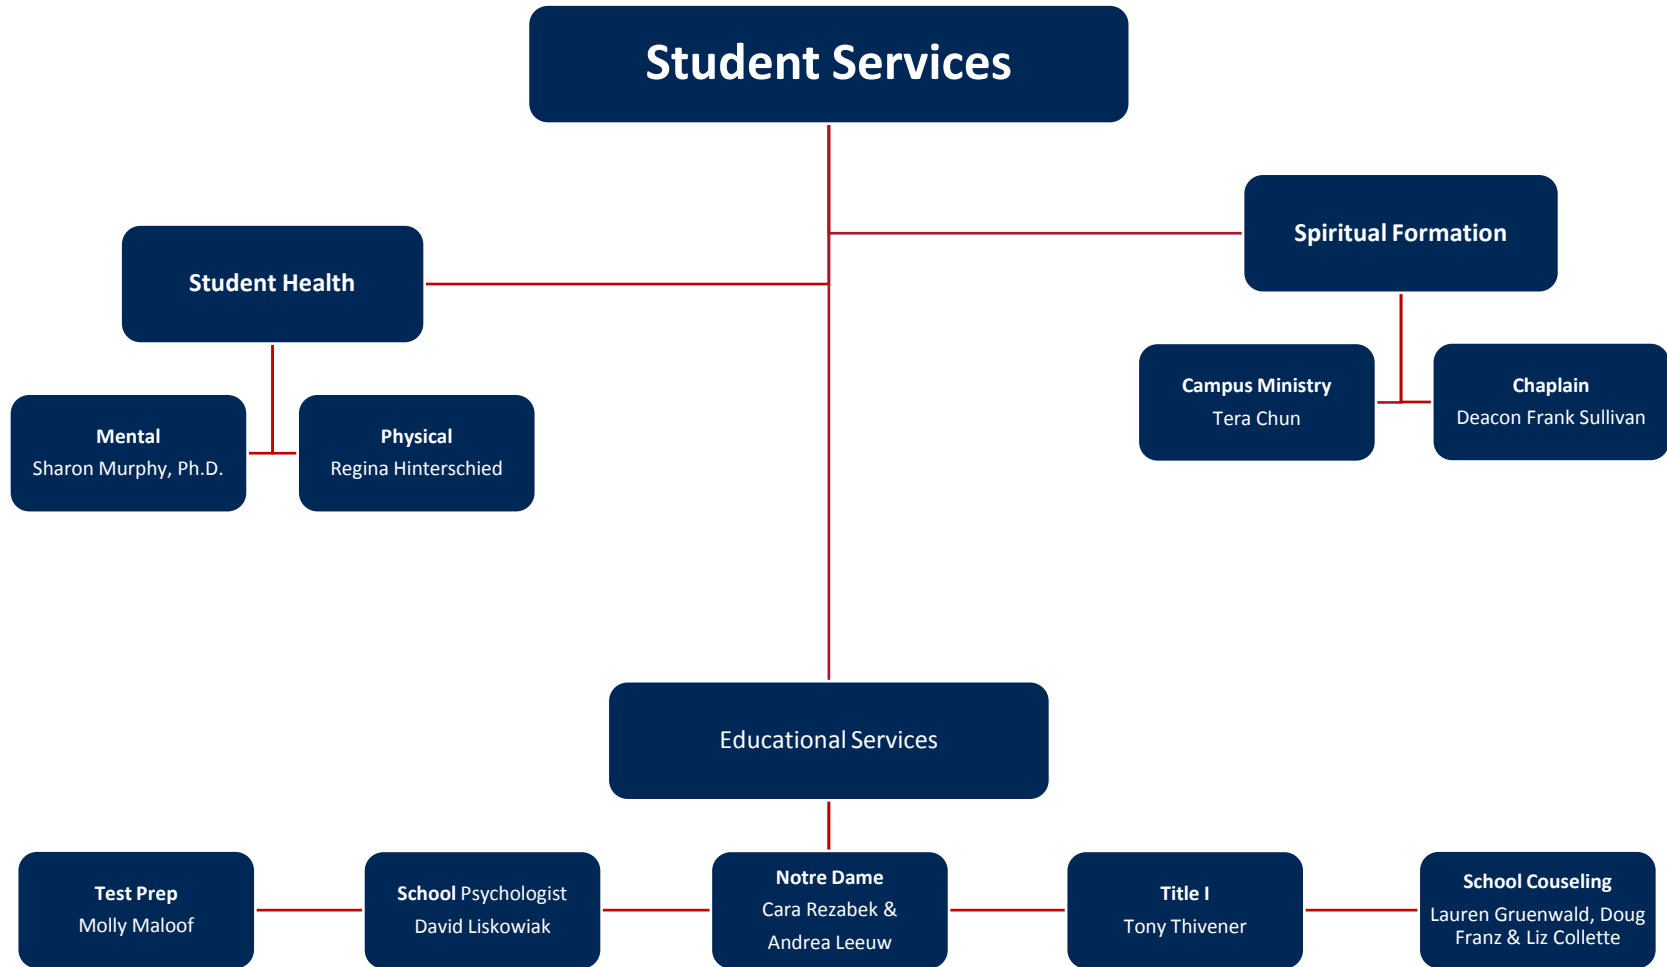 Student Services
Spiritual Formation
Student Health
Campus Ministry
Tera Chun
Chaplain
Deacon Frank Sullivan
Mental
Sharon Murphy, Ph.D.
Physical
Regina Hinterschied
Educational Services
Test Prep
Molly Maloof
School Psychologist
David Liskowiak
Notre Dame
Cara Rezabek &
Andrea Leeuw
Title I
Tony Thivener
School Couseling
Lauren Gruenwald, Doug
Franz & Liz Collette